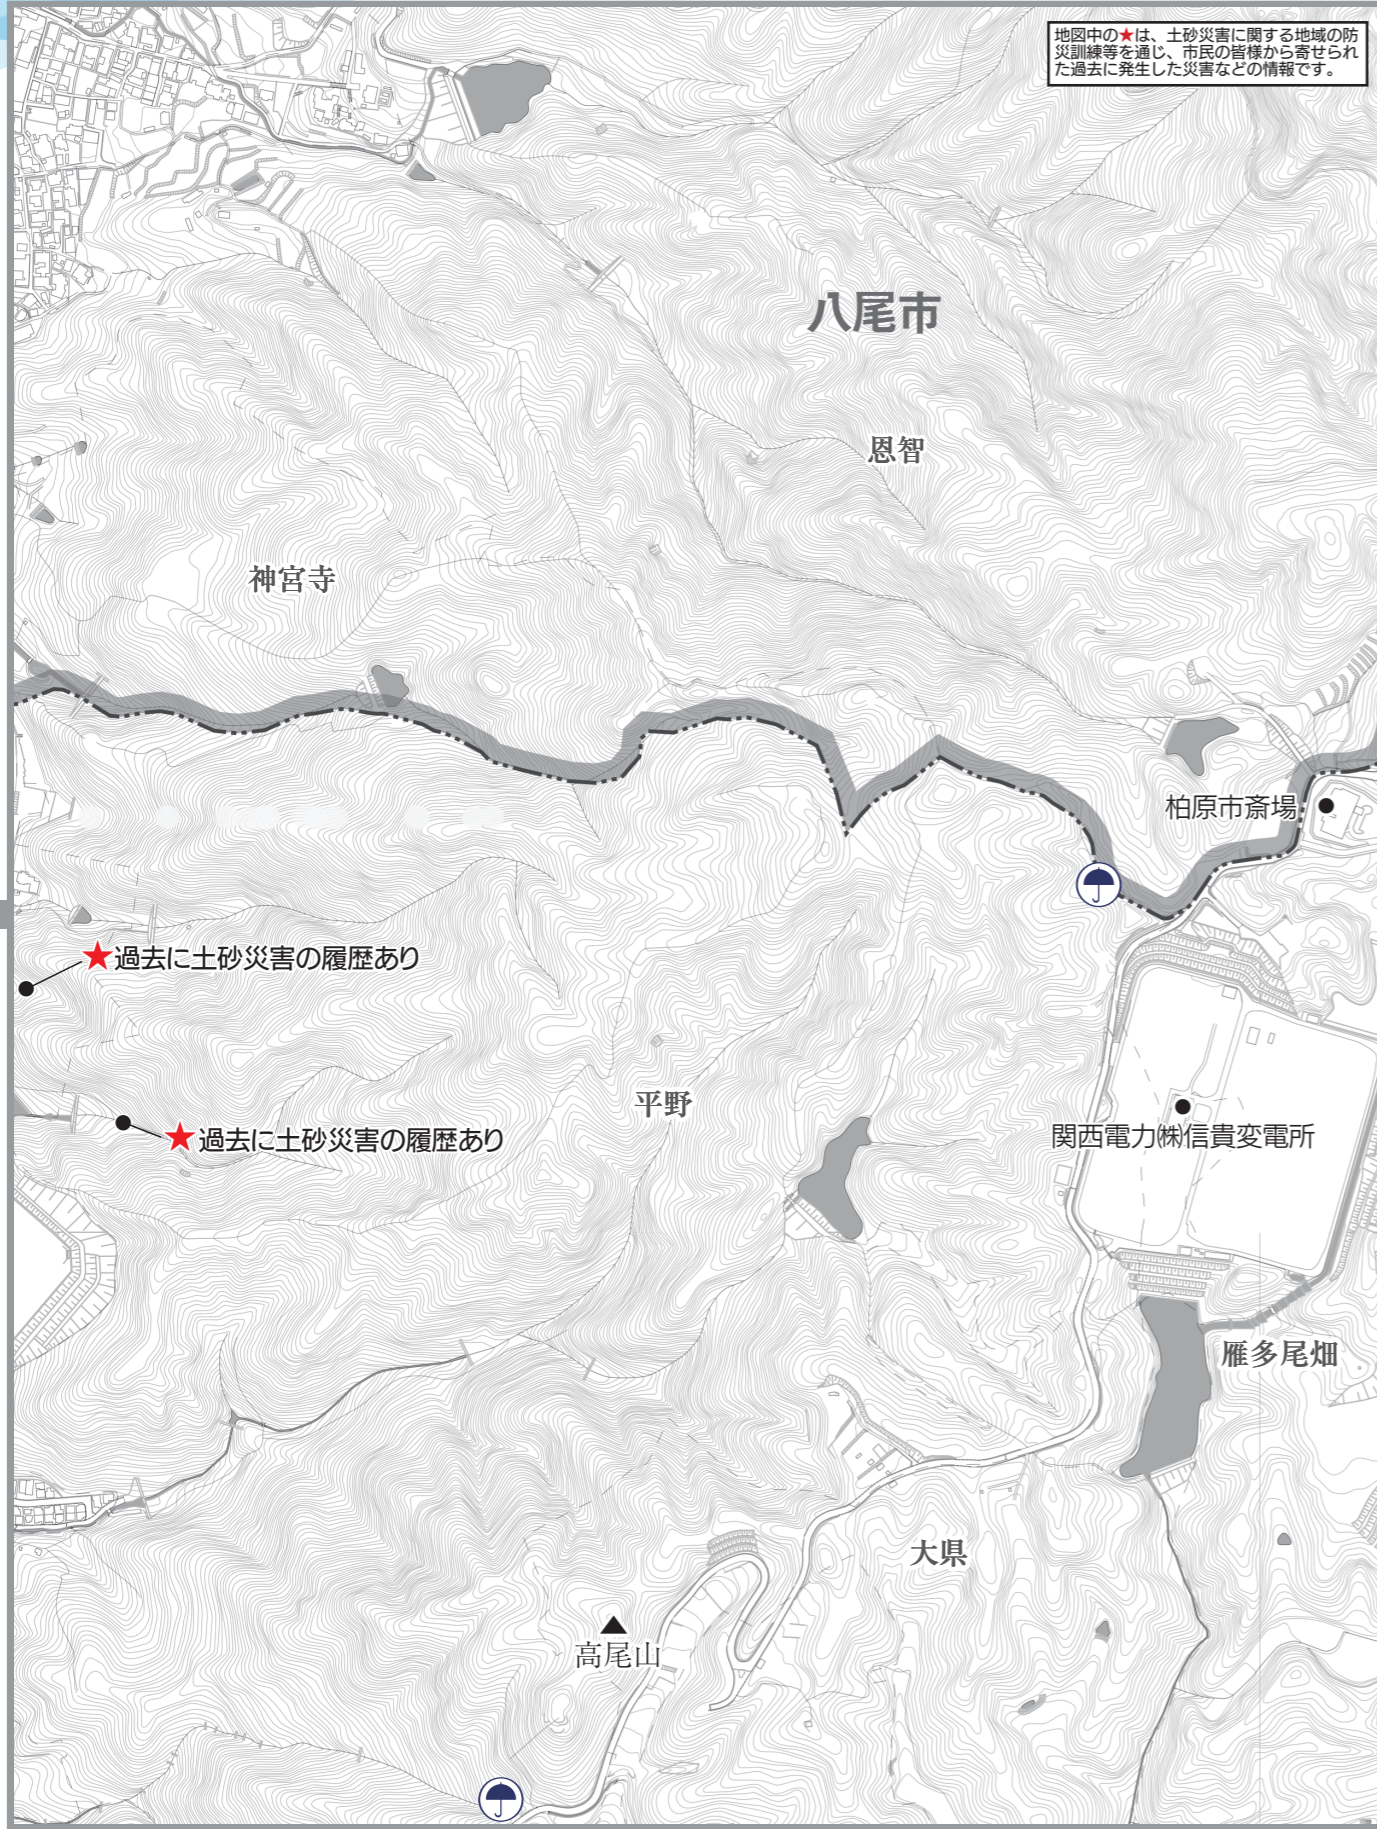 地図中の★は、土砂災害に関する地域の防
災訓練等を通じ、市民の皆様から寄せられ
た過去に発生した災害などの情報です。
八尾市
恩智
神宮寺
柏原市斎場
★過去に土砂災害の履歴あり
平野
関西電力㈱信貴変電所
★過去に土砂災害の履歴あり
雁多尾畑
大県
高尾山